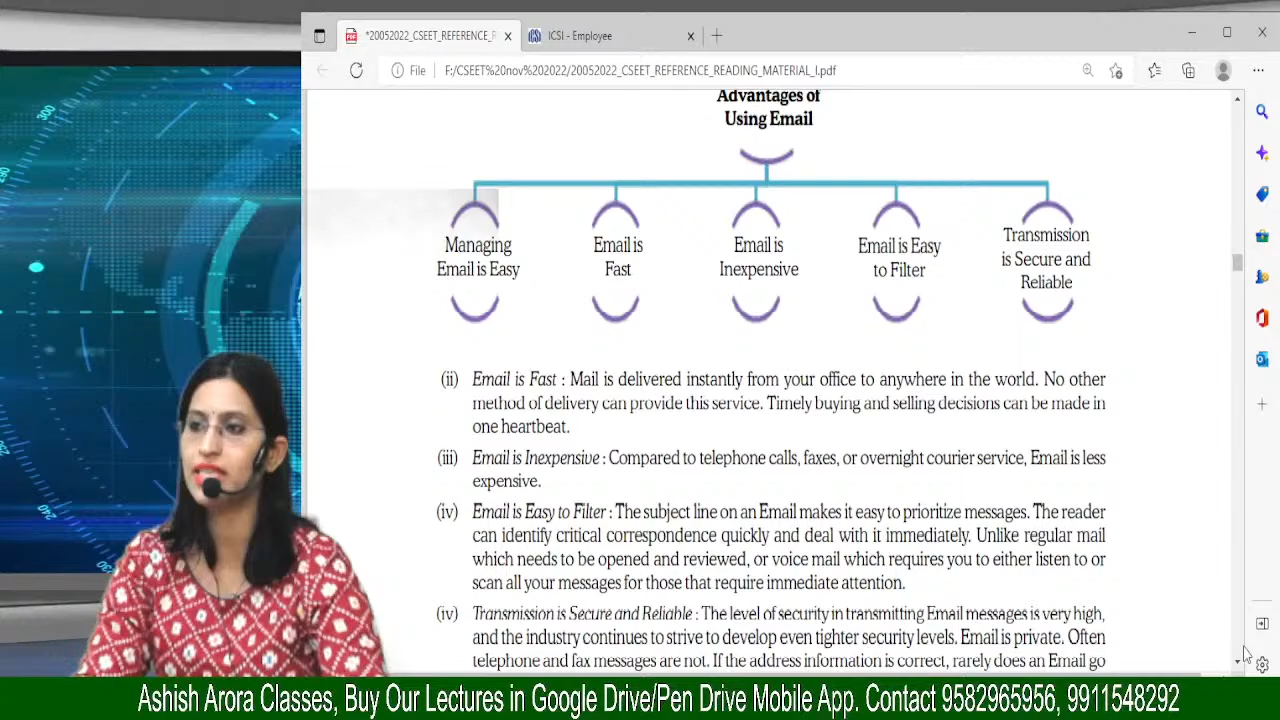 *20052022_CSEET_REFERENCE_R
ICSI - Employee
File
F:/CSEET%20nov%202022/20052022_CSEET_REFERENCE_READING_MATERIAL_I.pdf
Advantages of
Using Email
Managing
Email is Easy
Email is
Fast
Email is
Inexpensive
Email is Easy
to Filter
Transmission
is Secure and
Reliable
(ii) Email is Fast : Mail is delivered instantly from your office to anywhere in the world. No other
method of delivery can provide this service. Timely buying and selling decisions can be made in
one heartbeat.
(iii) Email is Inexpensive : Compared to telephone calls, faxes, or overnight courier service, Email is less
expensive.
(iv) Email is Easy to Filter : The subject line on an Email makes it easy to prioritize messages. The reader
can identify critical correspondence quickly and deal with it immediately. Unlike regular mail
which needs to be opened and reviewed, or voice mail which requires you to either listen to or
scan all your messages for those that require immediate attention.
(iv) Transmission is Secure and Reliable : The level of security in transmitting Email messages is very high,
and the industry continues to strive to develop even tighter security levels. Email is private. Often
telephone and fax messages are not. If the address information is correct, rarely does an Email go
300
290
250
240
230
Ashish Arora Classes, Buy Our Lectures in Google Drive/Pen Drive Mobile App. Contact 9582965956, 9911548292